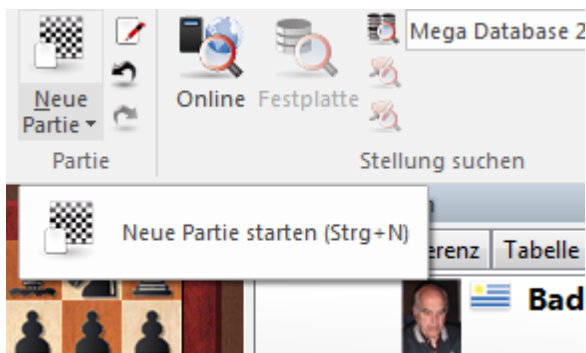 Mega Database 2
Neue
Partie
Online
Festplatte
Partie
Stellung suchen
Neue Partie starten (Strg+N)
erenz
Tabelle
Bad